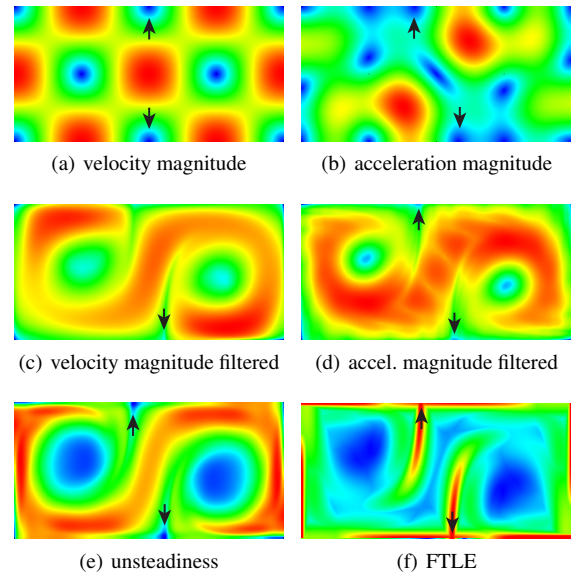 (a) velocity magnitude
(b) acceleration magnitude
(c) velocity magnitude filtered
(d) accel. magnitude filtered
(e) unsteadiness
(f) FTLE